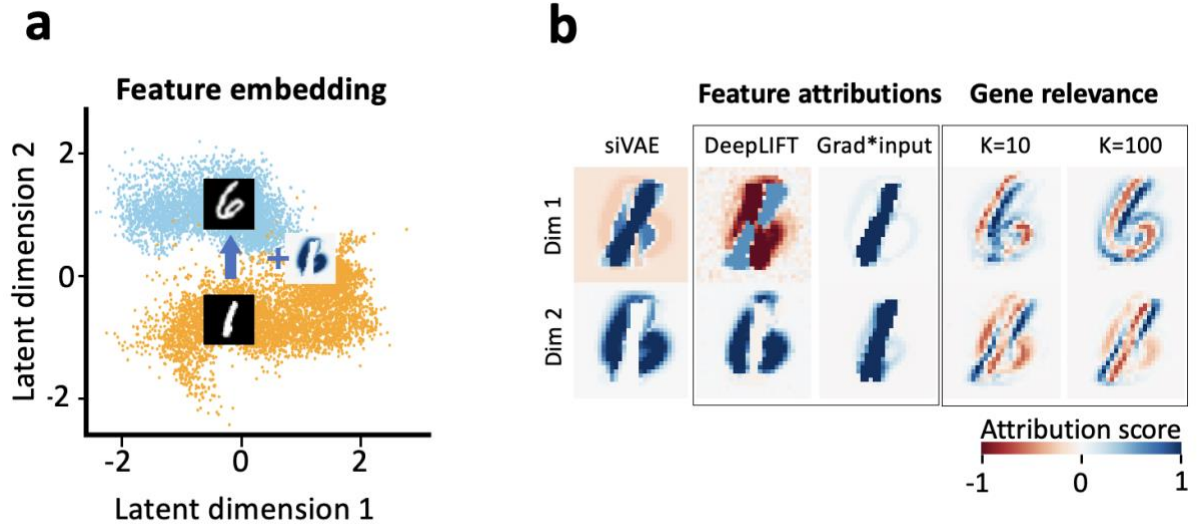 a
Feature embedding
Latent dimension 2
2
0
-2
-2 0 2
Latent dimension 1
b
Feature attributions Gene relevance
siVAE DeepLIFT Grad*input K=10 K=100
Dim 1
Dim 2
Attribution score
-1 0 1